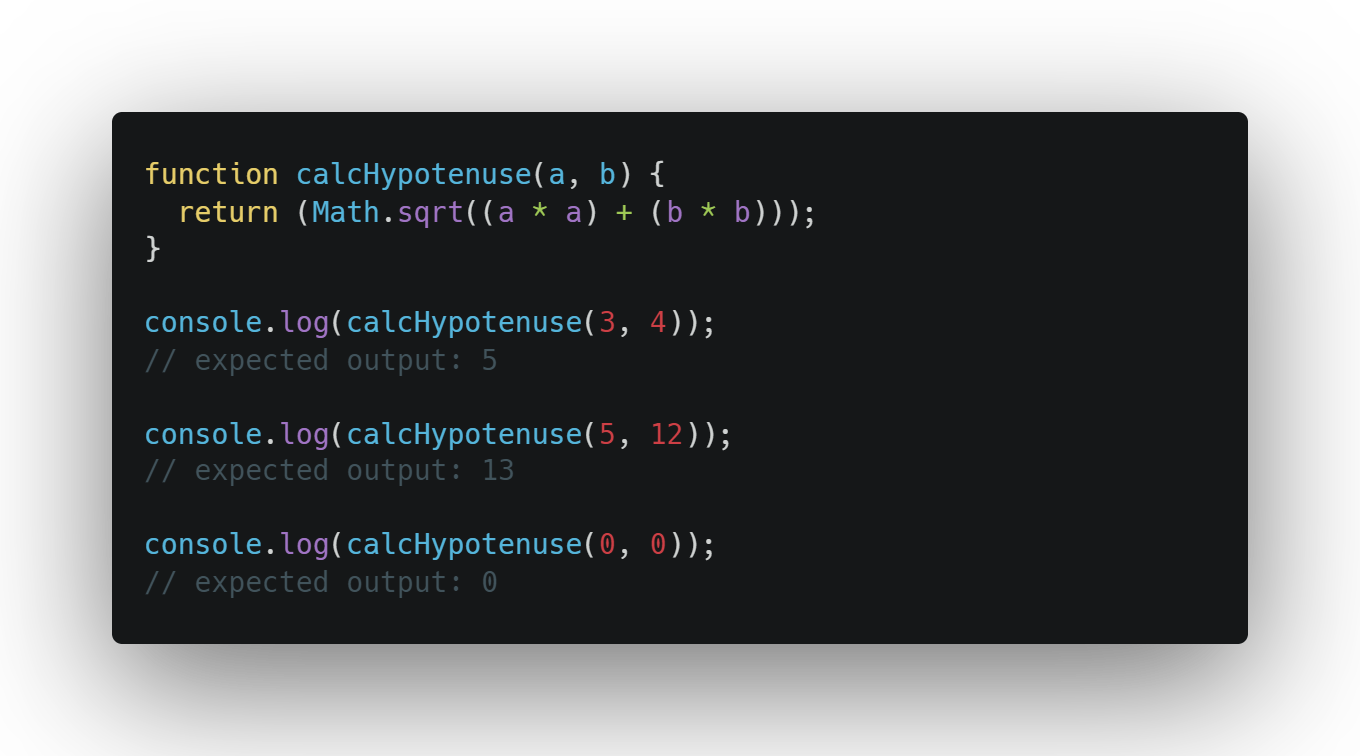 function calcHypotenuse(a, b) {
  return (Math.sqrt((a * a) + (b * b)));
}

console.log(calcHypotenuse(3, 4));
// expected output: 5

console.log(calcHypotenuse(5, 12));
// expected output: 13

console.log(calcHypotenuse(0, 0));
// expected output: 0